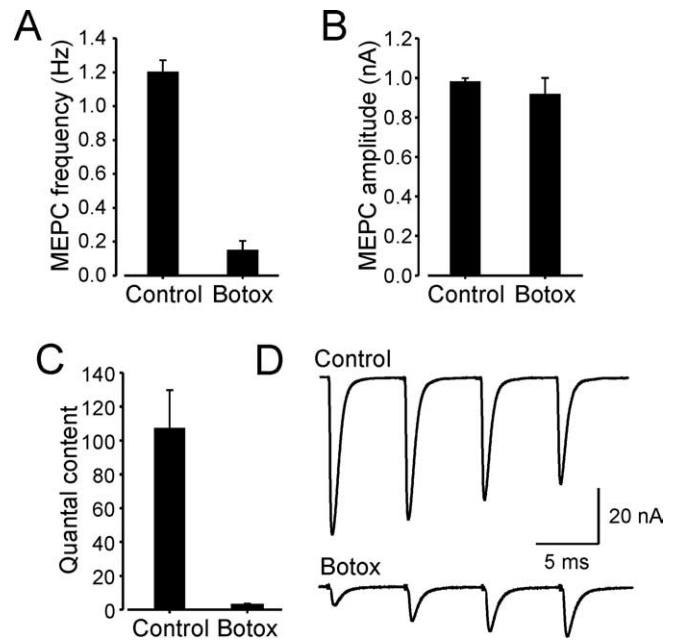 A
MEPC frequency (Hz)
1.4
1.2
1.0
0.8
0.6
0.4
0.2
0.0
Control Botox
B
MEPC amplitude (nA)
1.2
1.0
0.8
0.6
0.4
0.2
0.0
Control Botox
C
Quantal content
140
120
100
80
60
40
20
0
Control Botox
D
Control
20 nA
5 ms
Botox